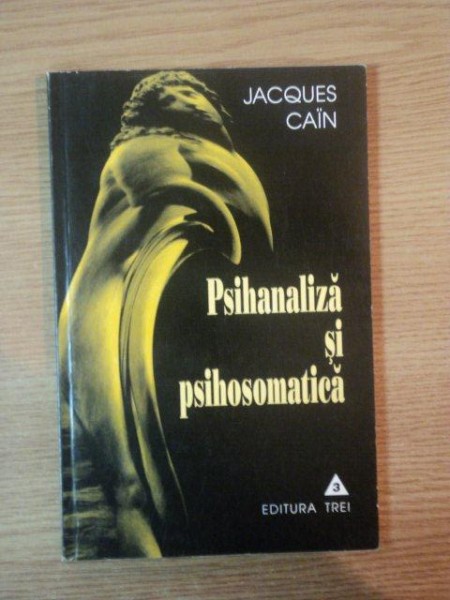 JACQUES
CAÏN
Psihanaliză
și
psihosomatică
3
EDITURA TREI